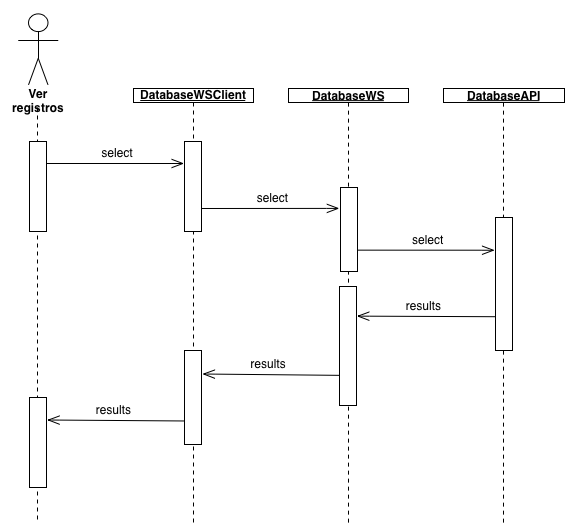 Ver
registros
DatabaseWSClient
DatabaseWS
DatabaseAPI
select
select
select
results
results
results